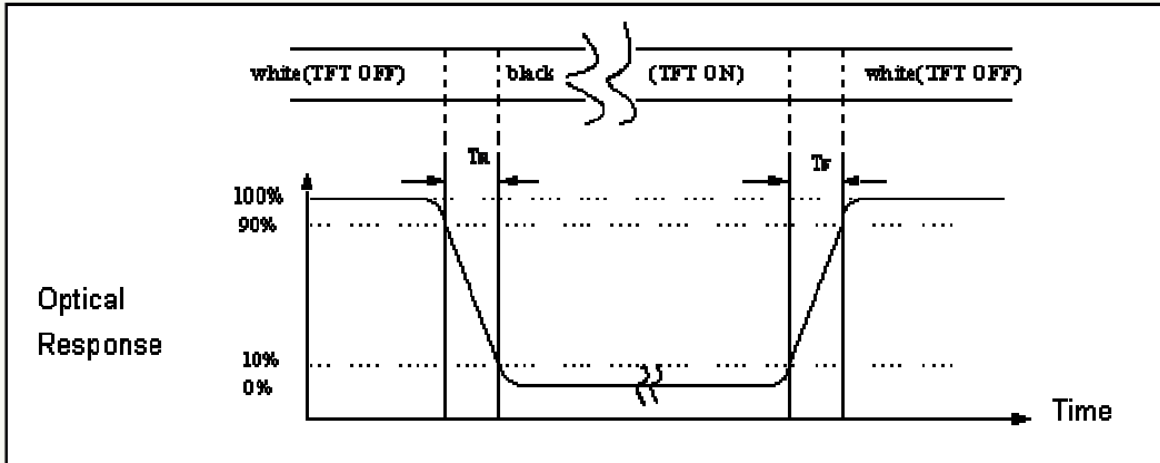 white(TFT OFF) black (TFT ON) white(TFT OFF)
TR TF
100%
90%
Optical
Response
10%
0%
Time